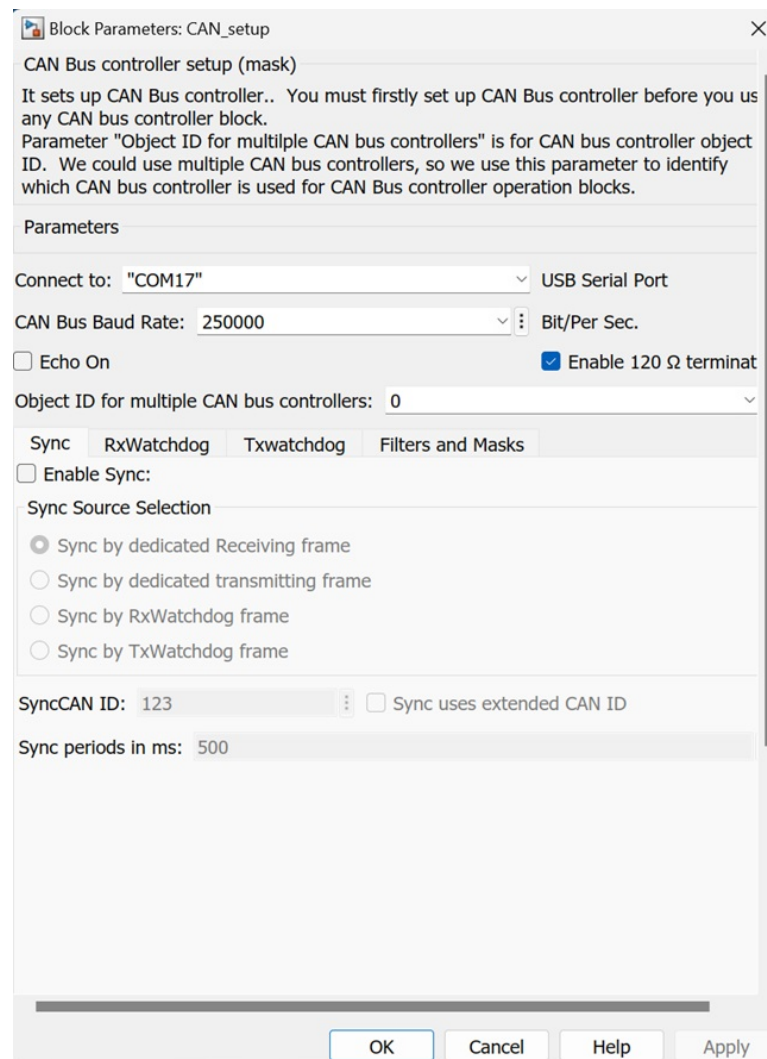 Block Parameters: CAN_setup
CAN Bus controller setup (mask)
It sets up CAN Bus controller.. You must firstly set up CAN Bus controller before you us
any CAN bus controller block.
Parameter "Object ID for multilple CAN bus controllers" is for CAN bus controller object
ID. We could use multiple CAN bus controllers, so we use this parameter to identify
which CAN bus controller is used for CAN Bus controller operation blocks.
Parameters
Connect to: "COM17" USB Serial Port
CAN Bus Baud Rate: 250000 Bit/Per Sec.
Echo On Enable 120 Ω terminat
Object ID for multiple CAN bus controllers: 0
Sync RxWatchdog Txwatchdog Filters and Masks
Enable Sync:
Sync Source Selection
Sync by dedicated Receiving frame
Sync by dedicated transmitting frame
Sync by RxWatchdog frame
Sync by TxWatchdog frame
SyncCAN ID: 123 Sync uses extended CAN ID
Sync periods in ms: 500
OK Cancel Help Apply